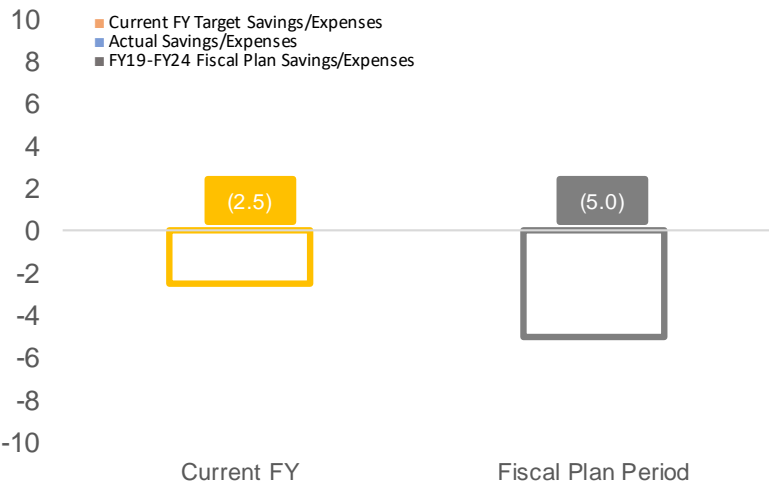 Current FY Target Savings/Expenses
Actual Savings/Expenses
FY19-FY24 Fiscal Plan Savings/Expenses
10
8
6
4
2
0
-2
-4
-6
-8
-10
(2.5)
(5.0)
Current FY
Fiscal Plan Period